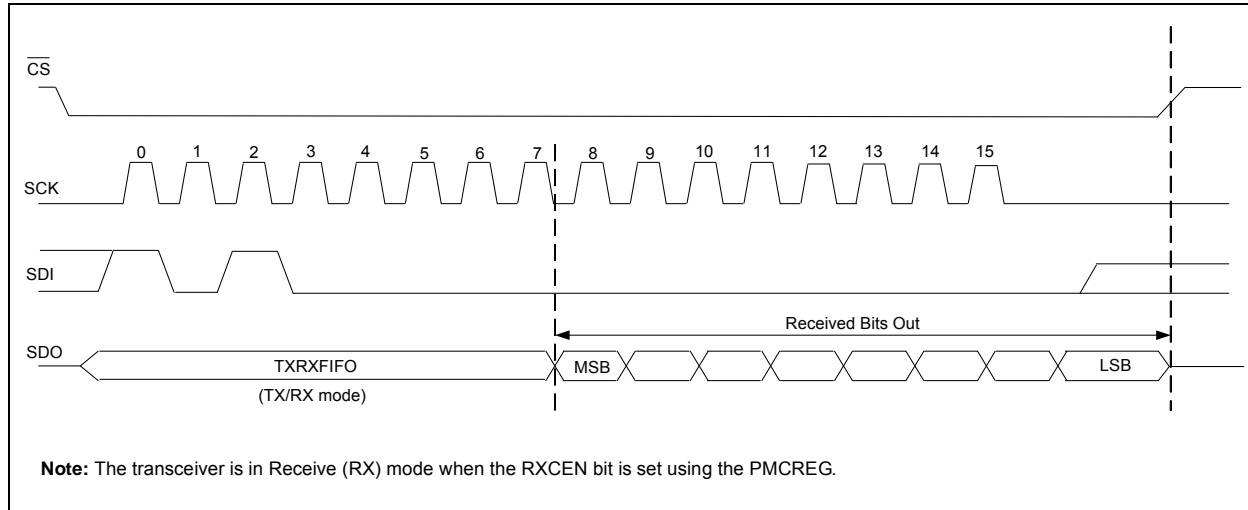 CS
0 1 2 3 4 5 6 7 8 9 10 11 12 13 14 15
SCK
SDI
Received Bits Out
SDO
TXRXFIFO MSB LSB
(TX/RX mode)
Note: The transceiver is in Receive (RX) mode when the RXCEN bit is set using the PMCREG.